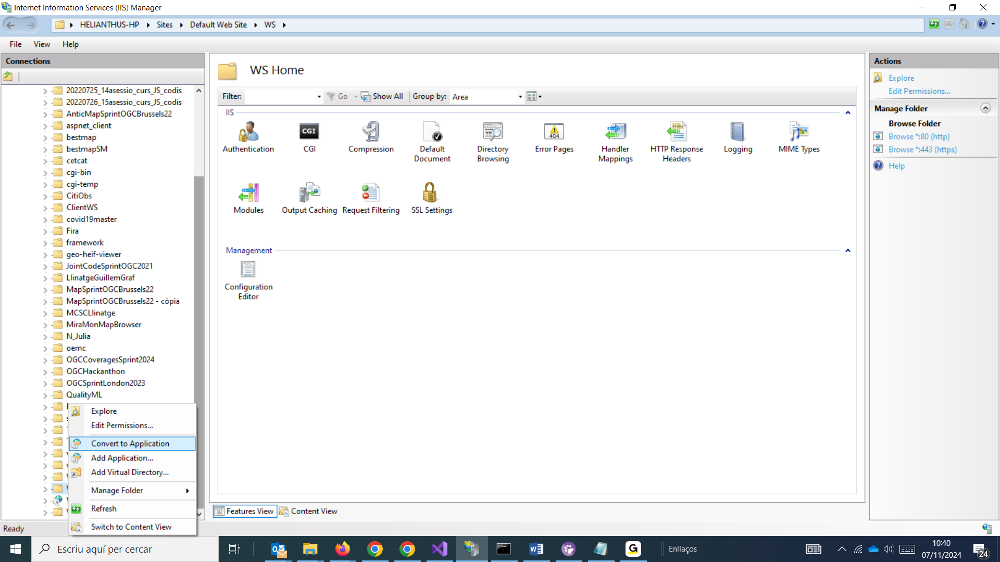 Internet Information Services (IIS) Manager
HELIANTHUS-HP Sites Default Web Site WS
File View Help
Connections
20220725_14asessio_curs_JS_codis
20220726_15asessio_curs_JS_codis
AnticMapSprintOGCBrussels22
aspnet_client
bestmap
bestmapSM
cetcat
cgi-bin
cgi-temp
CitiObs
ClientWS
covid19master
Fira
framework
geo-heif-viewer
JointCodeSprintOGC2021
LlinatgeGuillemGraf
MapSprintOGCBrussels22
MapSprintOGCBrussels22 - còpia
MCSCLlinatge
MiraMonMapBrowser
N_Julia
oemc
OGCCoveragesSprint2024
OGCHackanthon
OGCSprintLondon2023
QualityML
Explore
Edit Permissions...
Convert to Application
Add Application...
Add Virtual Directory...
Manage Folder
Refresh
Switch to Content View
WS Home
Filter: Go Show All Group by: Area
IIS
Authentication
CGI
CGI
Compression
Default
Document
Directory
Browsing
404
Error Pages
Handler
Mappings
HTTP Response
Headers
Logging
MIME Types
Modules
Output Caching
Request Filtering
SSL Settings
Management
Configuration
Editor
Features View Content View
Actions
Explore
Edit Permissions...
Manage Folder
Browse Folder
Browse *:80 (http)
Browse *:443 (https)
Help
Ready
Escriu aquí per cercar
Enllaços
10:40
07/11/2024
24